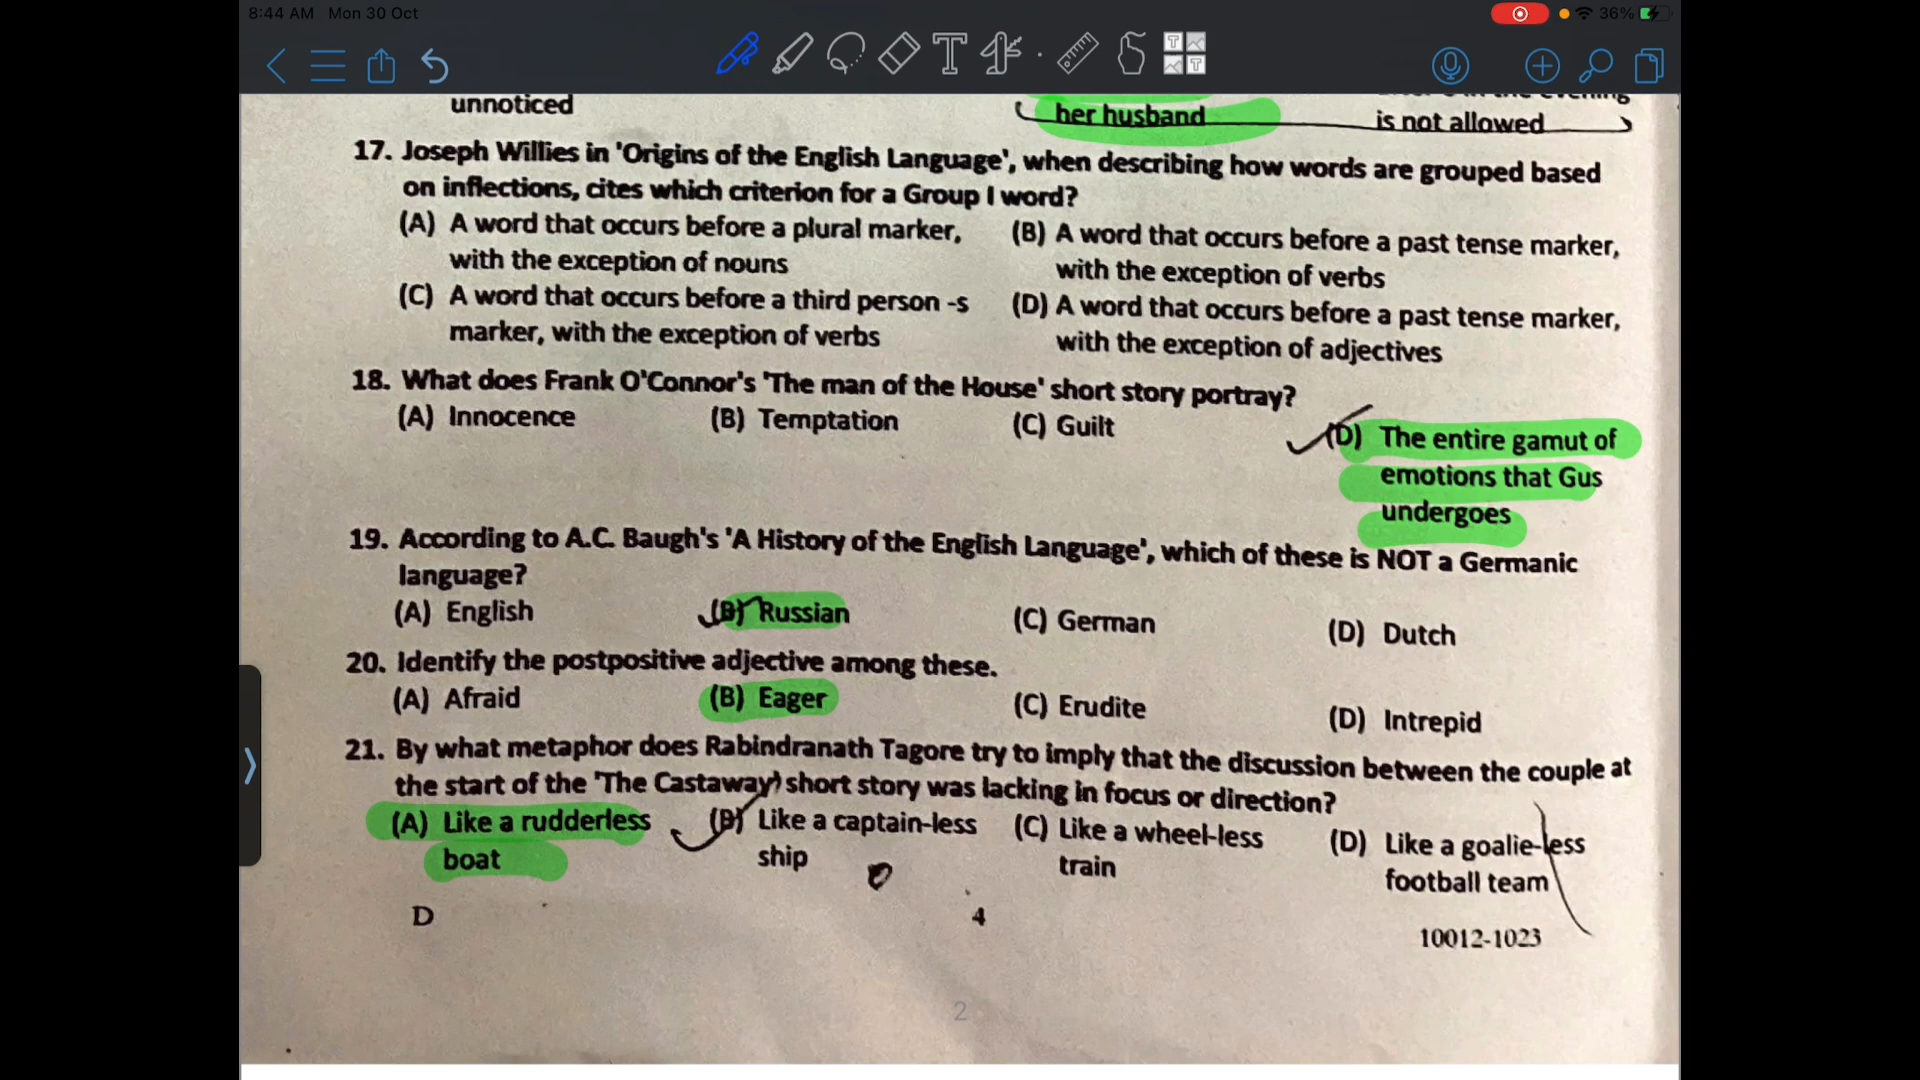 8:44 AM Mon 30 Oct
36%
unnoticed
her husband
is not allowed
17. Joseph Willies in 'Origins of the English Language', when describing how words are grouped based
on inflections, cites which criterion for a Group I word?
(A) A word that occurs before a plural marker,
with the exception of nouns
(B) A word that occurs before a past tense marker,
with the exception of verbs
(C) A word that occurs before a third person -s
marker, with the exception of verbs
(D) A word that occurs before a past tense marker,
with the exception of adjectives
18. What does Frank O'Connor's 'The man of the House' short story portray?
(A) Innocence
(B) Temptation
(C) Guilt
(D) The entire gamut of
emotions that Gus
undergoes
19. According to A.C. Baugh's 'A History of the English Language', which of these is NOT a Germanic
language?
(A) English
(B) Russian
(C) German
(D) Dutch
20. Identify the postpositive adjective among these.
(A) Afraid
(B) Eager
(C) Erudite
(D) Intrepid
21. By what metaphor does Rabindranath Tagore try to imply that the discussion between the couple at
the start of the 'The Castaway' short story was lacking in focus or direction?
(A) Like a rudderless
boat
(B) Like a captain-less
ship
(C) Like a wheel-less
train
(D) Like a goalie-less
football team
D
4
10012-1023
2